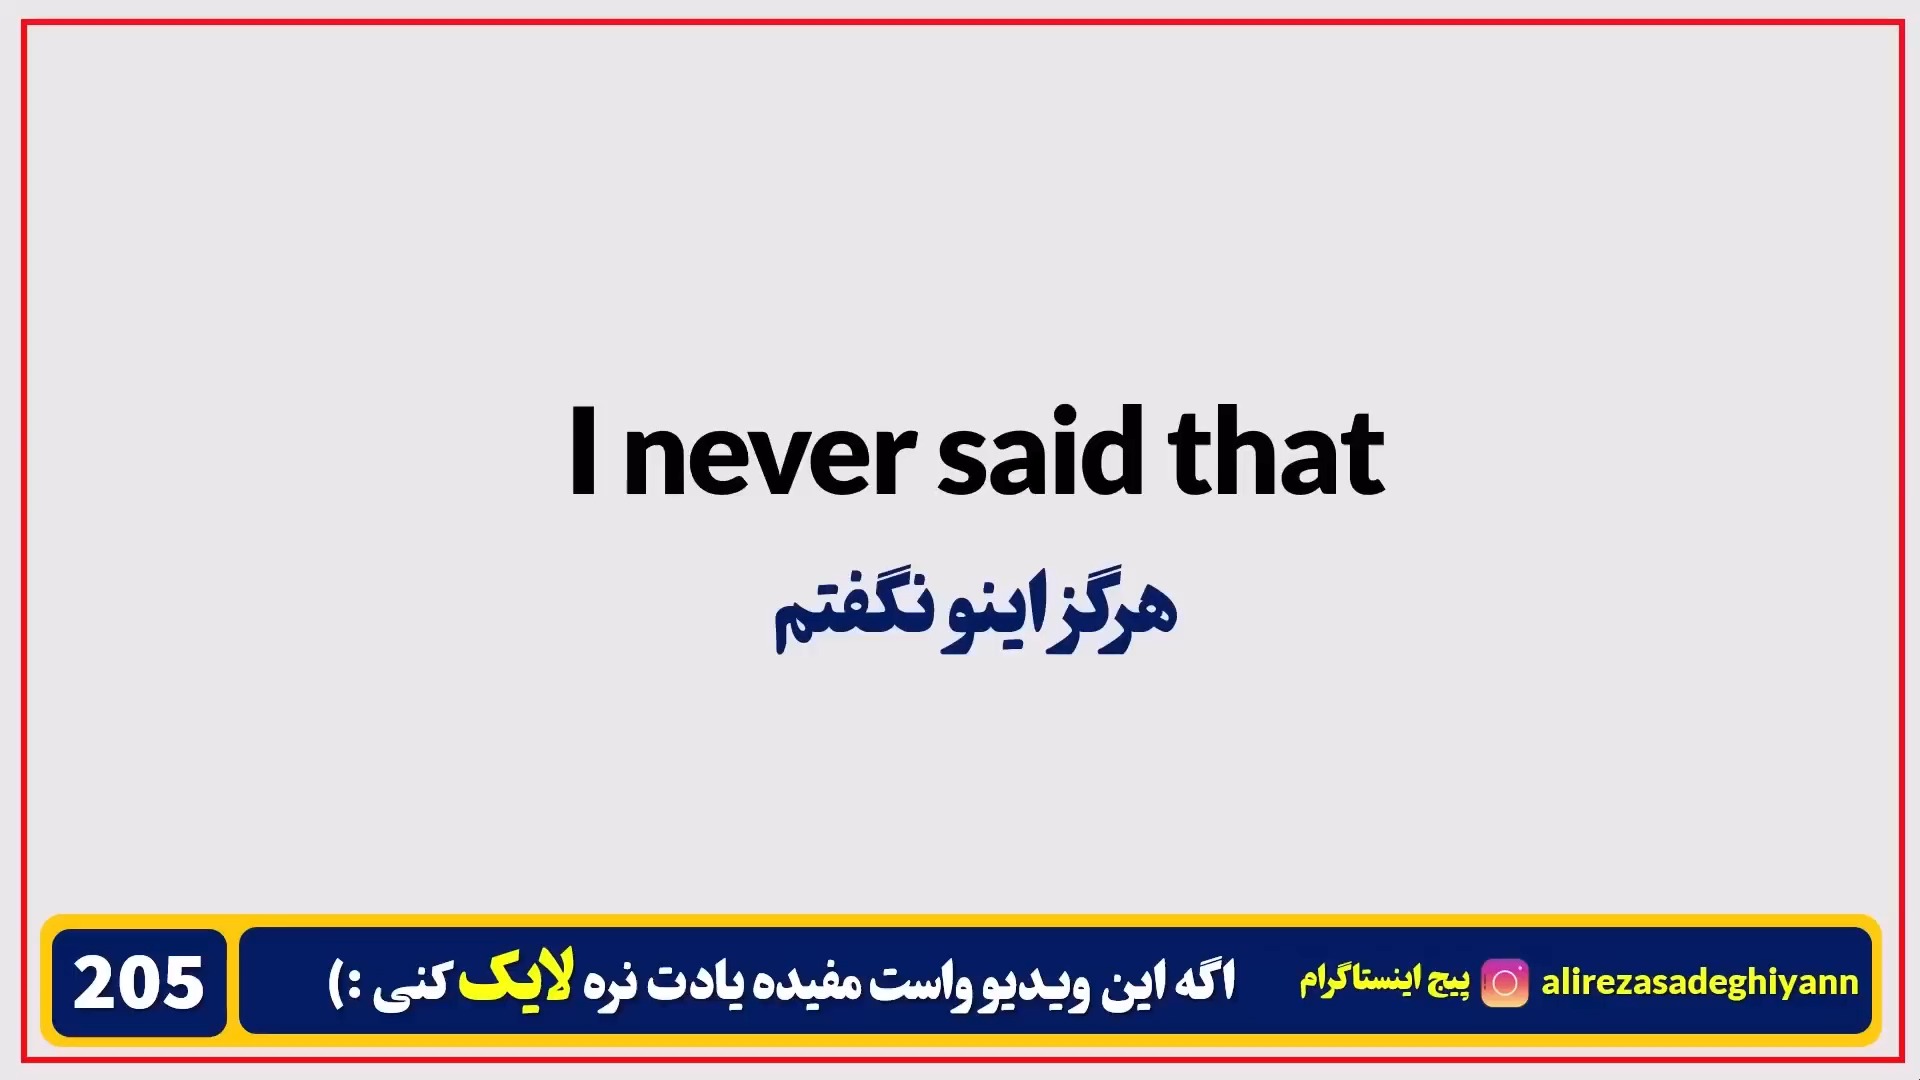 I never said that
هرگز اینو نگفتم
205
اگه این ویدیو واست مفیده یادت نره لایک کنی :)
پیج اینستاگرام
alirezasadeghiyann